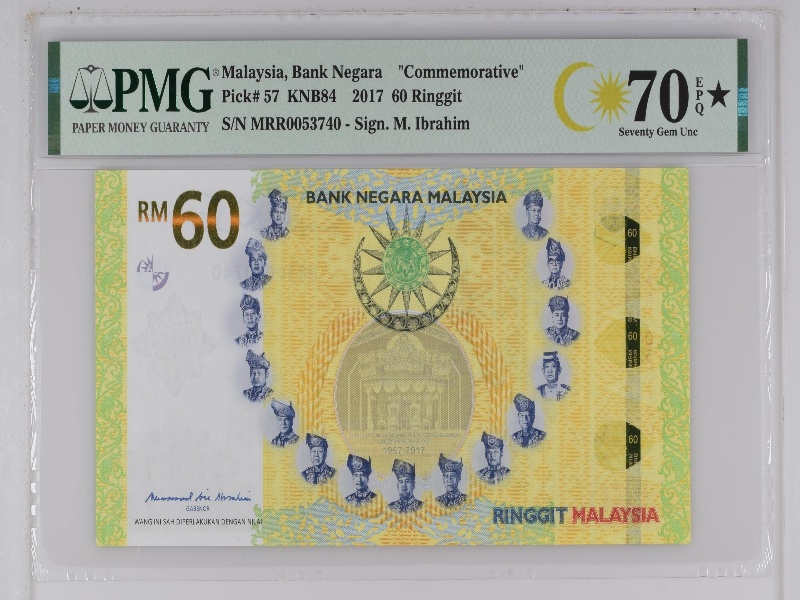 PMG®
PAPER MONEY GUARANTY
Malaysia, Bank Negara "Commemorative"
Pick# 57 KNB84 2017 60 Ringgit
S/N MRR0053740 - Sign. M. Ibrahim
70 EPQ ★
Seventy Gem Unc
RM60
BANK NEGARA MALAYSIA
60
60
60
1957-2017
GABENOR
WANG INI SAH DIPERLAKUKAN DENGAN NILAI
RINGGIT MALAYSIA